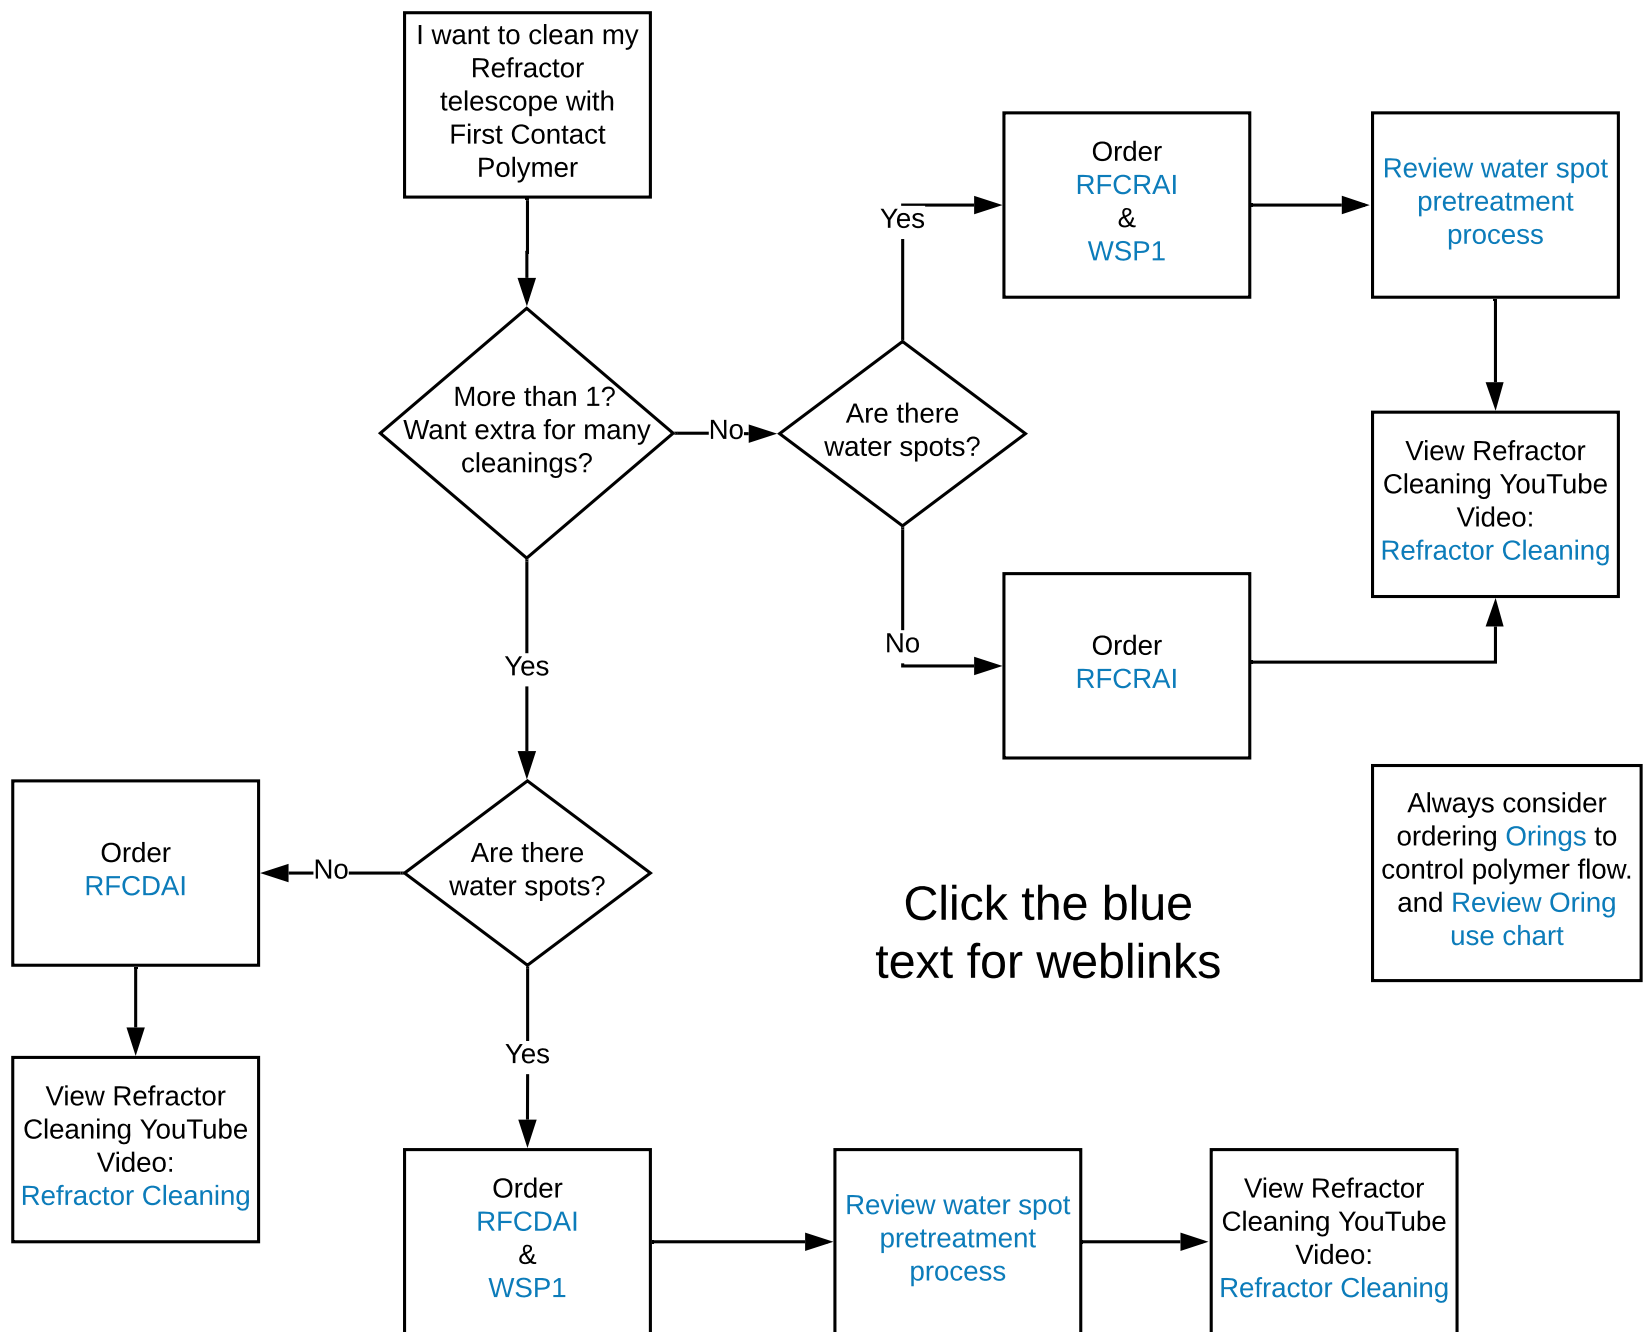 I want to clean my
Refractor
telescope with
First Contact
Polymer
More than 1?
Want extra for many
cleanings?
No
Are there
water spots?
Yes
Order
RFCRAI
&
WSP1
Review water spot
pretreatment
process
View Refractor
Cleaning YouTube
Video:
Refractor Cleaning
No
Order
RFCRAI
Yes
Are there
water spots?
No
Order
RFCDAI
View Refractor
Cleaning YouTube
Video:
Refractor Cleaning
Yes
Order
RFCDAI
&
WSP1
Review water spot
pretreatment
process
View Refractor
Cleaning YouTube
Video:
Refractor Cleaning
Click the blue
text for weblinks
Always consider
ordering Orings to
control polymer flow.
and Review Oring
use chart